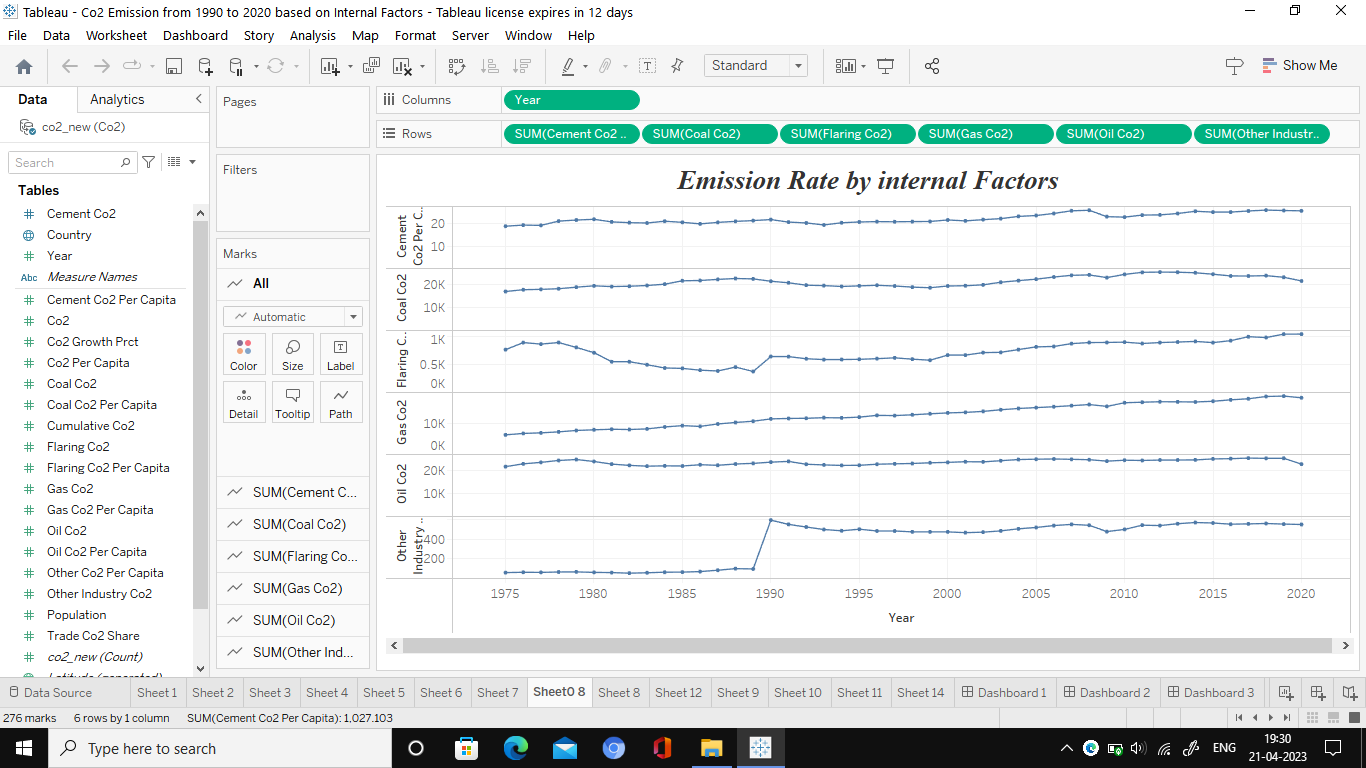 Tableau - Co2 Emission from 1990 to 2020 based on Internal Factors - Tableau license expires in 12 days
File Data Worksheet Dashboard Story Analysis Map Format Server Window Help
Standard
Show Me
Data Analytics
co2_new (Co2)
Search
Tables
Cement Co2
Country
Year
Abc Measure Names
Cement Co2 Per Capita
Co2
Co2 Growth Prct
Co2 Per Capita
Coal Co2
Coal Co2 Per Capita
Cumulative Co2
Flaring Co2
Flaring Co2 Per Capita
Gas Co2
Gas Co2 Per Capita
Oil Co2
Oil Co2 Per Capita
Other Co2 Per Capita
Other Industry Co2
Population
Trade Co2 Share
co2_new (Count)
Latitude (generated)
Pages
Filters
Marks
All
Automatic
Color Size Label
Detail Tooltip Path
SUM(Cement C...
SUM(Coal Co2)
SUM(Flaring Co...
SUM(Gas Co2)
SUM(Oil Co2)
SUM(Other Ind...
Columns Year
Rows SUM(Cement Co2 .. SUM(Coal Co2) SUM(Flaring Co2) SUM(Gas Co2) SUM(Oil Co2) SUM(Other Industr..
Emission Rate by internal Factors
Cement
Co2 Per C..
20
10
Coal Co2
20K
10K
Flaring C..
1K
0.5K
0K
Gas Co2
10K
0K
Oil Co2
20K
10K
Other
Industry ..
400
200
1975 1980 1985 1990 1995 2000 2005 2010 2015 2020
Year
Data Source Sheet 1 Sheet 2 Sheet 3 Sheet 4 Sheet 5 Sheet 6 Sheet 7 Sheet0 8 Sheet 8 Sheet 12 Sheet 9 Sheet 10 Sheet 11 Sheet 14 Dashboard 1 Dashboard 2 Dashboard 3
276 marks 6 rows by 1 column SUM(Cement Co2 Per Capita): 1,027.103
Type here to search
ENG
19:30
21-04-2023